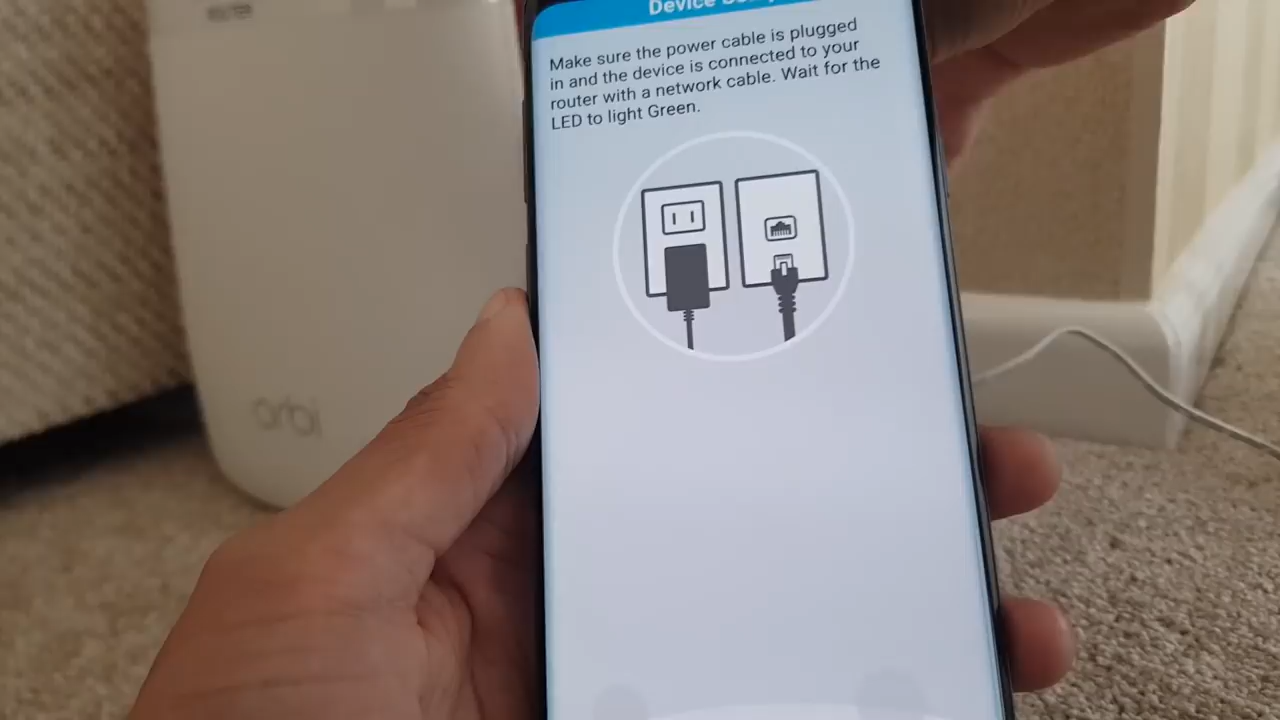 Device
Make sure the power cable is plugged
in and the device is connected to your
router with a network cable. Wait for the
LED to light Green.
orbi